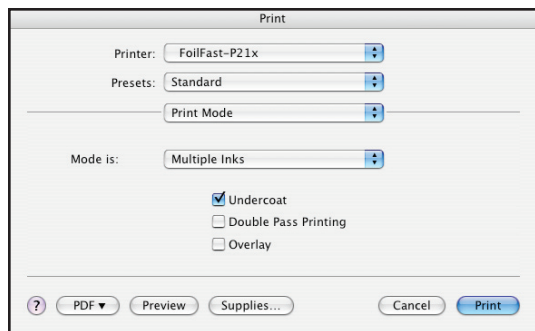 Print
Printer: FoilFast-P21x
Presets: Standard
Print Mode
Mode is: Multiple Inks
Undercoat
Double Pass Printing
Overlay
? PDF ▼ Preview Supplies... Cancel Print